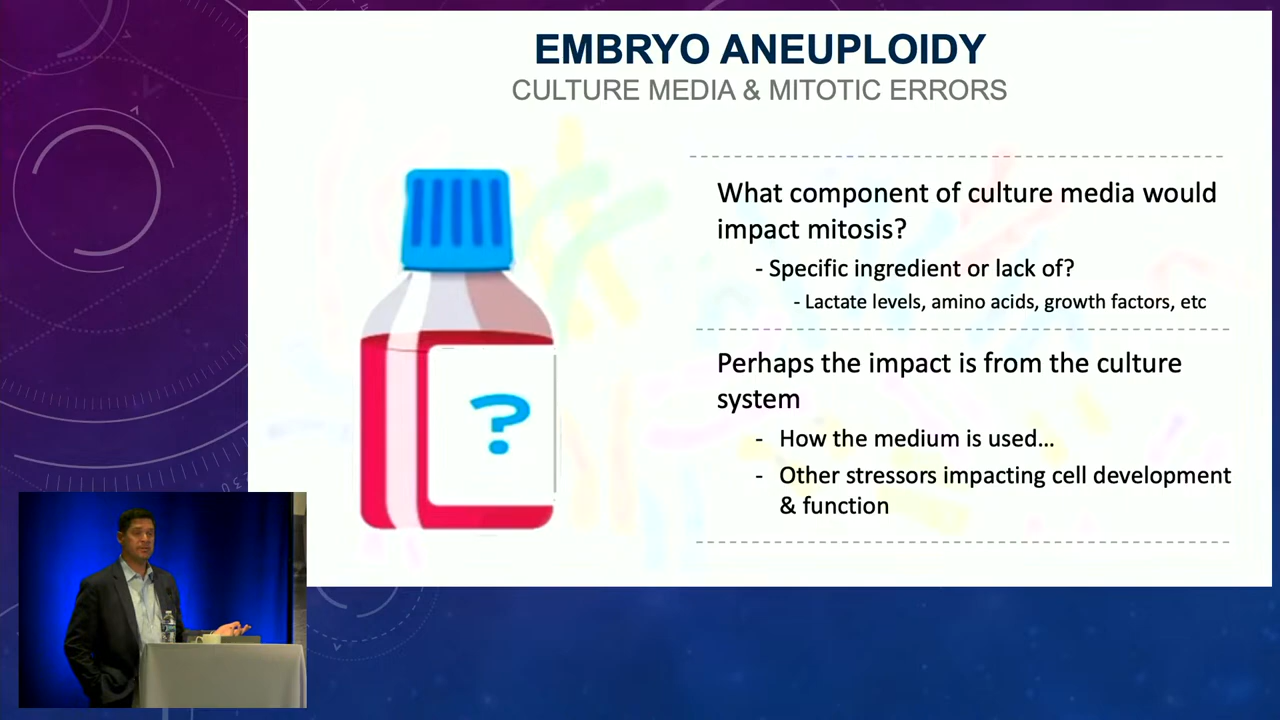 EMBRYO ANEUPLOIDY
CULTURE MEDIA & MITOTIC ERRORS
What component of culture media would
impact mitosis?
- Specific ingredient or lack of?
- Lactate levels, amino acids, growth factors, etc
?
Perhaps the impact is from the culture
system
- How the medium is used...
- Other stressors impacting cell development
& function